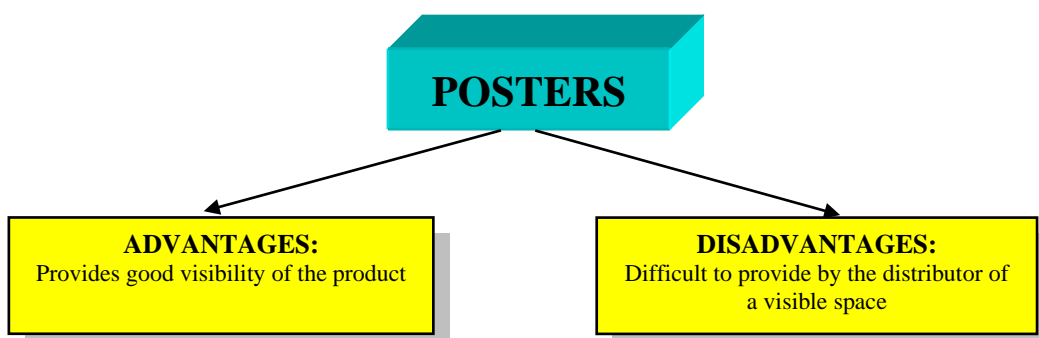 POSTERS
ADVANTAGES:
Provides good visibility of the product
DISADVANTAGES:
Difficult to provide by the distributor of
a visible space